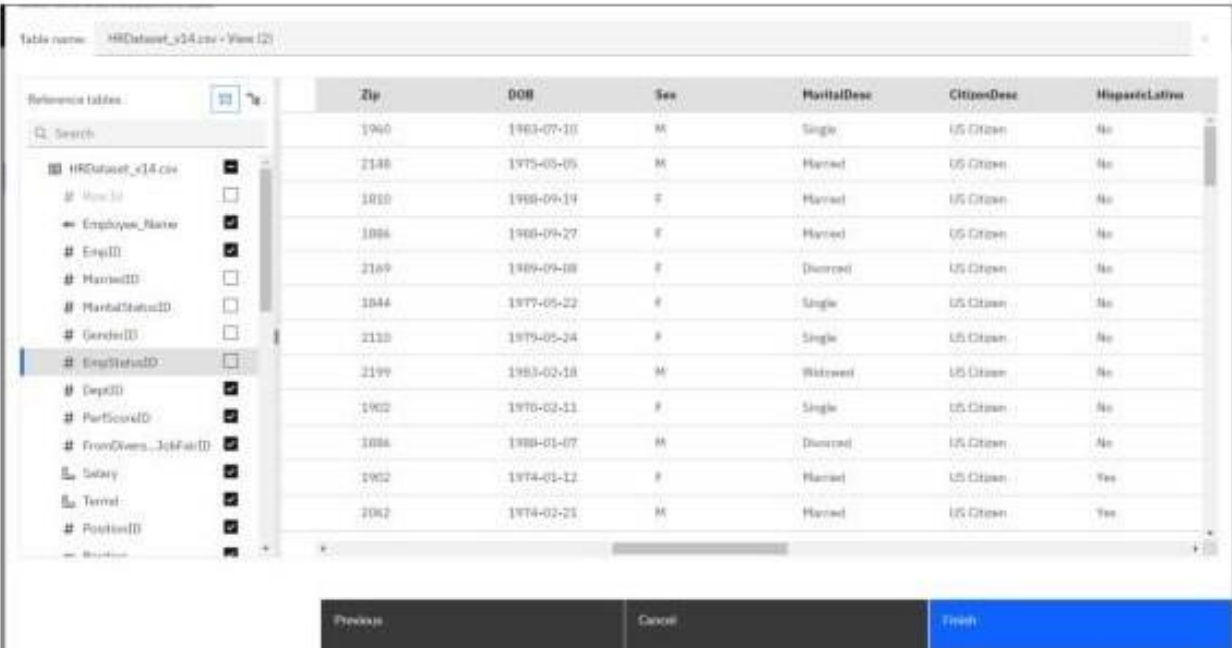 Table name: HRDataset_v14.csv - View (2)
Reference tables
Search
HRDataset_v14.csv
Row Id
Employee_Name
EmpID
MarriedID
MaritalStatusID
GenderID
EmpStatusID
DeptID
PerfScoreID
FromDivers...JobFairID
Salary
Termd
PositionID
Position
Zip DOB Sex MaritalDesc CitizenDesc HispanicLatino
1960 1983-07-10 M Single US Citizen No
2148 1975-05-05 M Married US Citizen No
1810 1988-09-19 F Married US Citizen No
1886 1988-09-27 F Married US Citizen No
2169 1989-09-08 F Divorced US Citizen No
1844 1977-05-22 F Single US Citizen No
2110 1979-05-24 F Single US Citizen No
2199 1983-02-18 M Widowed US Citizen No
1902 1970-02-11 F Single US Citizen No
1886 1988-01-07 M Divorced US Citizen No
1902 1974-01-12 F Married US Citizen Yes
2062 1974-02-21 M Married US Citizen Yes
Previous
Cancel
Finish